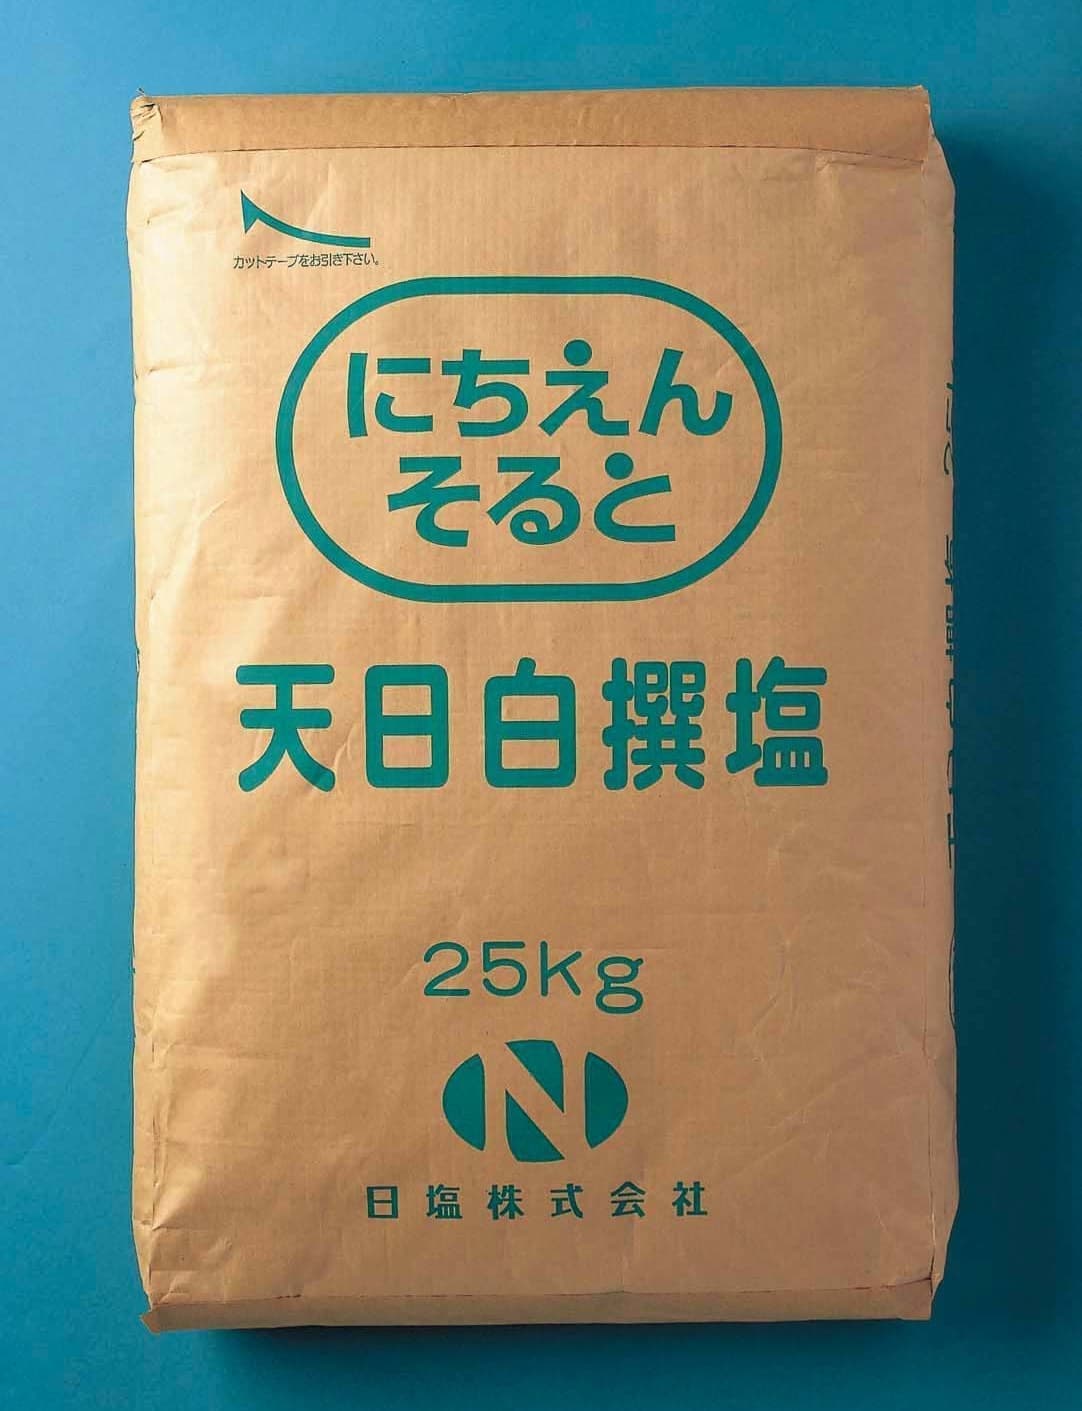 カットテープをお引き下さい。
にちえん
そると
天日白撰塩
25kg
N
日塩株式会社